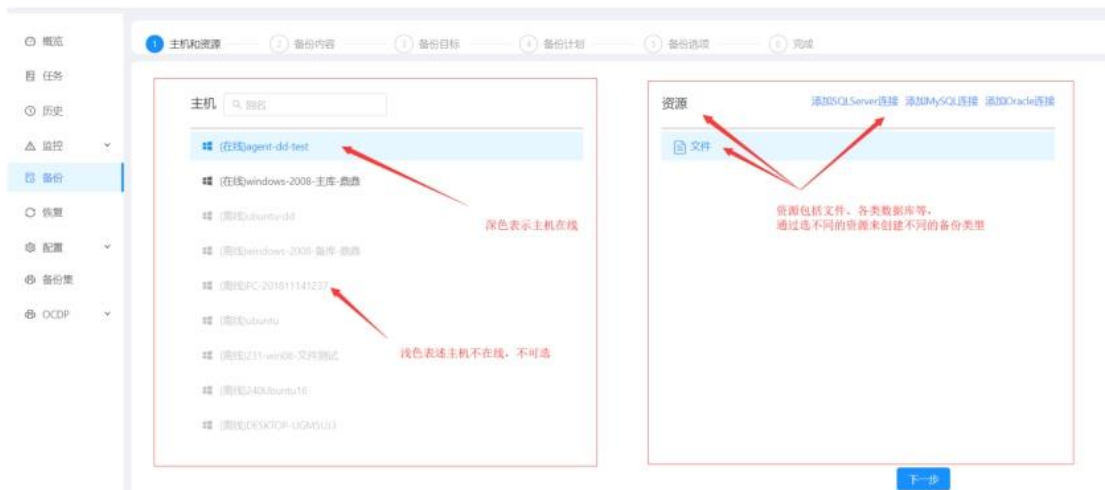 概览
任务
历史
监控
备份
恢复
配置
备份集
OCDP
1 主机和资源
2 备份内容
3 备份目标
4 备份计划
5 备份选项
6 完成
主机
别名
(在线)agent-dd-test
(在线)windows-2008-主库-鼎鼎
(离线)ubuntu-dd
(离线)windows-2008-备库-鼎鼎
(离线)PC-201811141237
(离线)ubuntu
(离线)231-win08-文件测试
(离线)240Ubuntu16
(离线)DESKTOP-UGMSUJ3
深色表示主机在线
浅色表述主机不在线，不可选
资源
添加SQLServer连接 添加MySQL连接 添加Oracle连接
文件
资源包括文件、各类数据库等，
通过选不同的资源来创建不同的备份类型
下一步